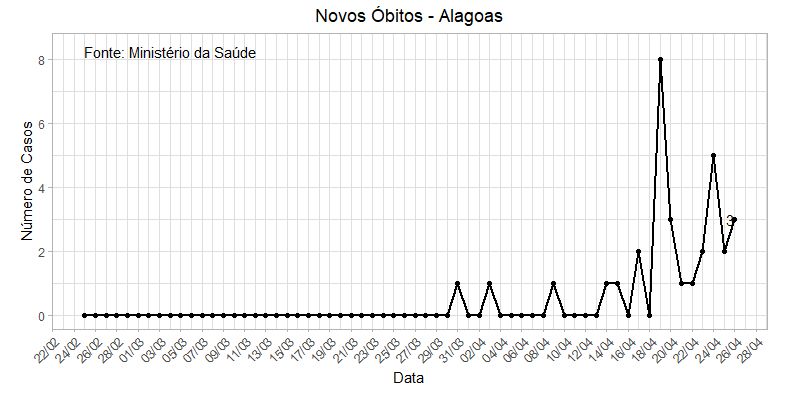 Novos Óbitos - Alagoas
Fonte: Ministério da Saúde
Número de Casos
8
6
4
2
0
3
22/02 24/02 26/02 28/02 01/03 03/03 05/03 07/03 09/03 11/03 13/03 15/03 17/03 19/03 21/03 23/03 25/03 27/03 29/03 31/03 02/04 04/04 06/04 08/04 10/04 12/04 14/04 16/04 18/04 20/04 22/04 24/04 26/04 28/04
Data